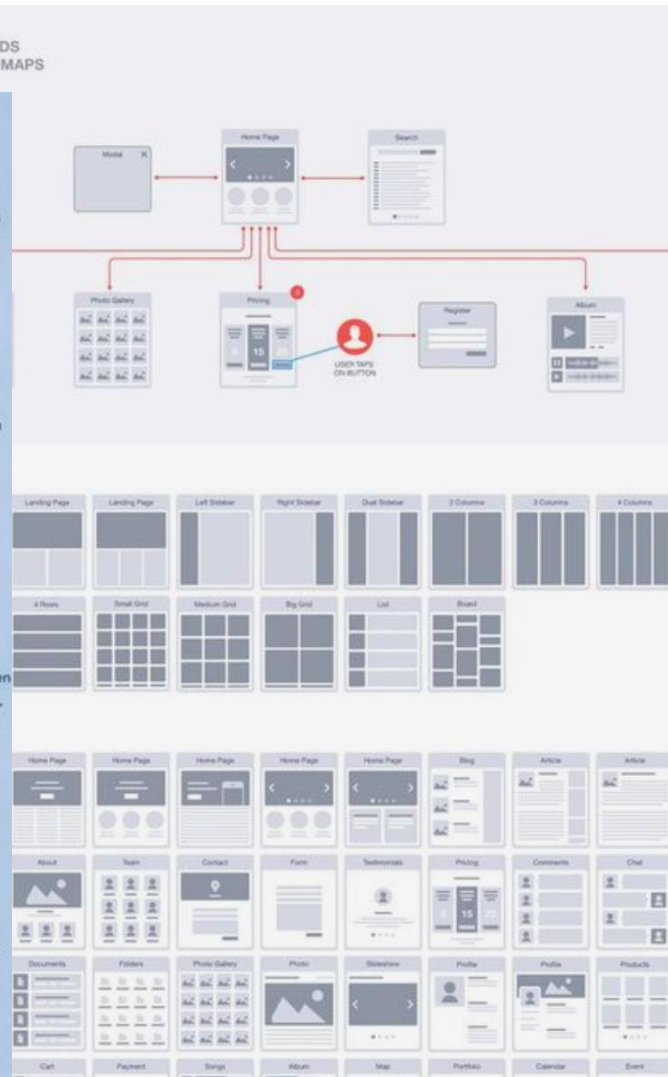 DS
MAPS
Home Page
Search
Modal X
Photo Gallery
Pricing
3
Album
15
Register
USER TAPS
ON BUTTON
Landing Page Landing Page Left Sidebar Right Sidebar Dual Sidebar 2 Columns 3 Columns 4 Columns
4 Rows Small Grid Medium Grid Big Grid List Board
en
Home Page Home Page Home Page Home Page Home Page Blog Article Article
About Team Contact Form Testimonials Pricing Comments Chat
15
Documents Folders Photo Gallery Photo Slideshow Profile Profile Products
Cart Payment Songs Album Map Portfolio Calendar Event